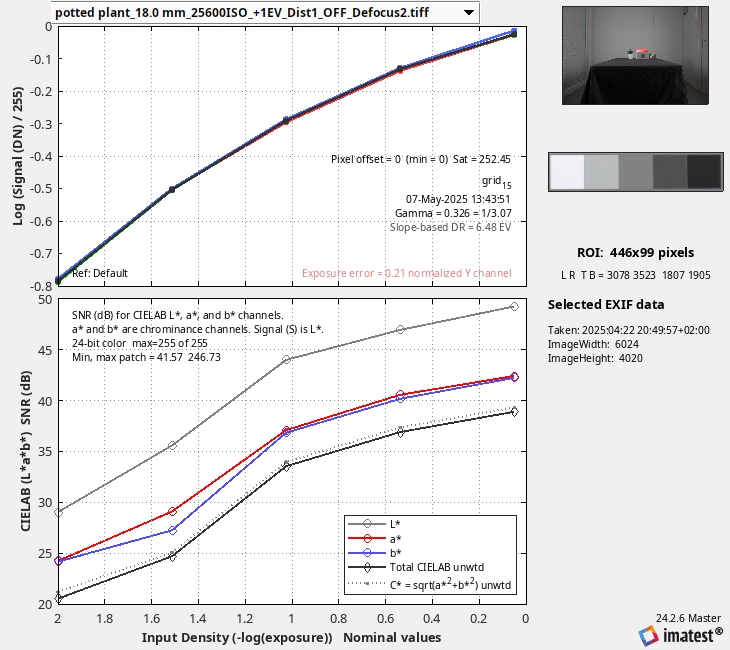 potted plant_18.0 mm_25600ISO_+1EV_Dist1_OFF_Defocus2.tiff
0
-0.1
-0.2
-0.3
-0.4
-0.5
-0.6
-0.7
-0.8
Log (Signal (DN) / 255)
Pixel offset = 0 (min = 0) Sat = 252.45
grid15
07-May-2025 13:43:51
Gamma = 0.326 = 1/3.07
Slope-based DR = 6.48 EV
Ref: Default
Exposure error = 0.21 normalized Y channel
50
45
40
35
30
25
20
CIELAB (L*a*b*) SNR (dB)
SNR (dB) for CIELAB L*, a*, and b* channels.
a* and b* are chrominance channels. Signal (S) is L*.
24-bit color max=255 of 255
Min, max patch = 41.57 246.73
L*
a*
b*
Total CIELAB unwtd
C* = sqrt(a*²+b*²) unwtd
2 1.8 1.6 1.4 1.2 1 0.8 0.6 0.4 0.2 0
Input Density (-log(exposure)) Nominal values
ROI: 446x99 pixels
L R T B = 3078 3523 1807 1905
Selected EXIF data
Taken: 2025:04:22 20:49:57+02:00
ImageWidth: 6024
ImageHeight: 4020
24.2.6 Master
imatest®